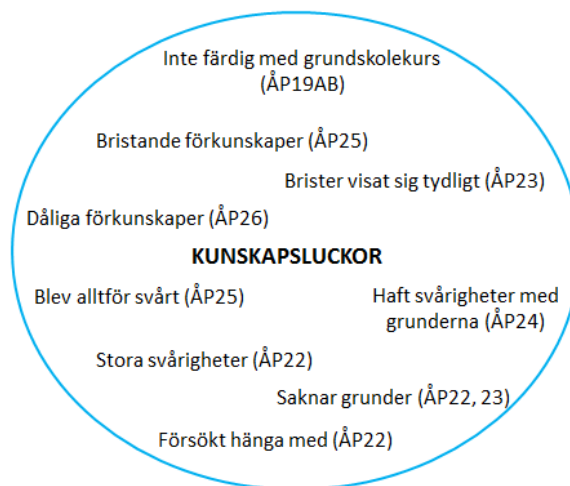 Inte färdig med grundskolekurs
(ÅP19AB)
Bristande förkunskaper (ÅP25)
Brister visat sig tydligt (ÅP23)
Dåliga förkunskaper (ÅP26)
KUNSKAPSLUCKOR
Blev alltför svårt (ÅP25)
Haft svårigheter med
grunderna (ÅP24)
Stora svårigheter (ÅP22)
Saknar grunder (ÅP22, 23)
Försökt hänga med (ÅP22)